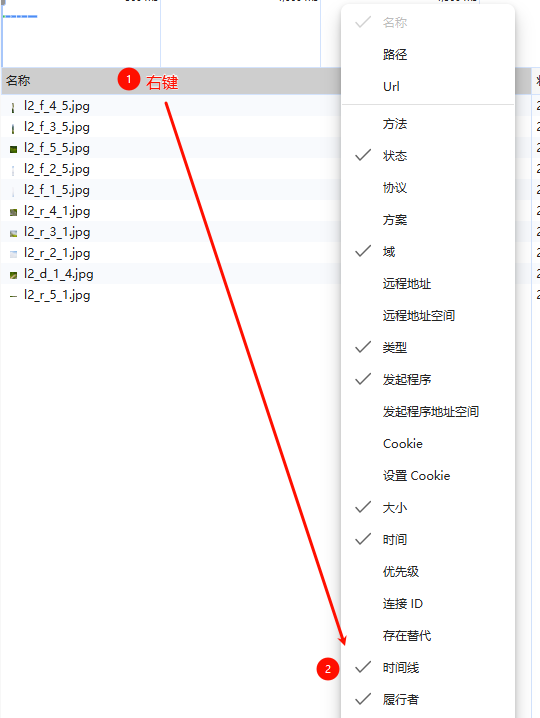 名称
1
右键
l2_f_4_5.jpg
l2_f_3_5.jpg
l2_f_5_5.jpg
l2_f_2_5.jpg
l2_f_1_5.jpg
l2_r_4_1.jpg
l2_r_3_1.jpg
l2_r_2_1.jpg
l2_d_1_4.jpg
l2_r_5_1.jpg
名称
路径
Url
方法
状态
协议
方案
域
远程地址
远程地址空间
类型
发起程序
发起程序地址空间
Cookie
设置 Cookie
大小
时间
优先级
连接 ID
存在替代
2
时间线
履行者